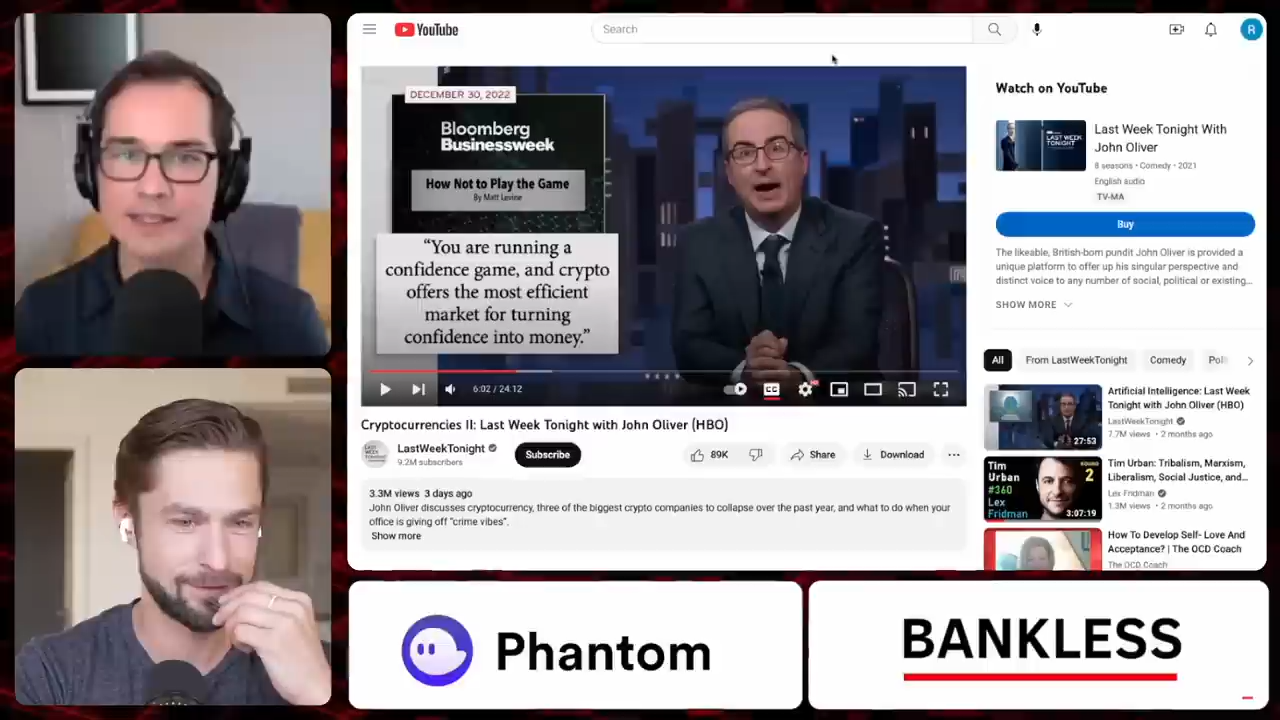 YouTube
Search
R
DECEMBER 30, 2022
Bloomberg
Businessweek
How Not to Play the Game
By Matt Levine
“You are running a
confidence game, and crypto
offers the most efficient
market for turning
confidence into money.”
6:02 / 24:12
CC
Cryptocurrencies II: Last Week Tonight with John Oliver (HBO)
LAST WEEK TONIGHT
LastWeekTonight
9.2M subscribers
Subscribe
89K
Share
Download
3.3M views 3 days ago
John Oliver discusses cryptocurrency, three of the biggest crypto companies to collapse over the past year, and what to do when your
office is giving off "crime vibes".
Show more
Watch on YouTube
LAST WEEK
TONIGHT
Last Week Tonight With
John Oliver
8 seasons • Comedy • 2021
English audio
TV-MA
Buy
The likeable, British-born pundit John Oliver is provided a
unique platform to offer up his singular perspective and
distinct voice to any number of social, political or existing...
SHOW MORE
All
From LastWeekTonight
Comedy
Poli
27:53
Artificial Intelligence: Last Week
Tonight with John Oliver (HBO)
LastWeekTonight
7.7M views • 2 months ago
Tim
Urban
#360
Lex
Fridman
ROUND
2
3:07:19
Tim Urban: Tribalism, Marxism,
Liberalism, Social Justice, and...
Lex Fridman
1.3M views • 2 months ago
How To Develop Self- Love And
Acceptance? | The OCD Coach
The OCD Coach
Phantom
BANKLESS